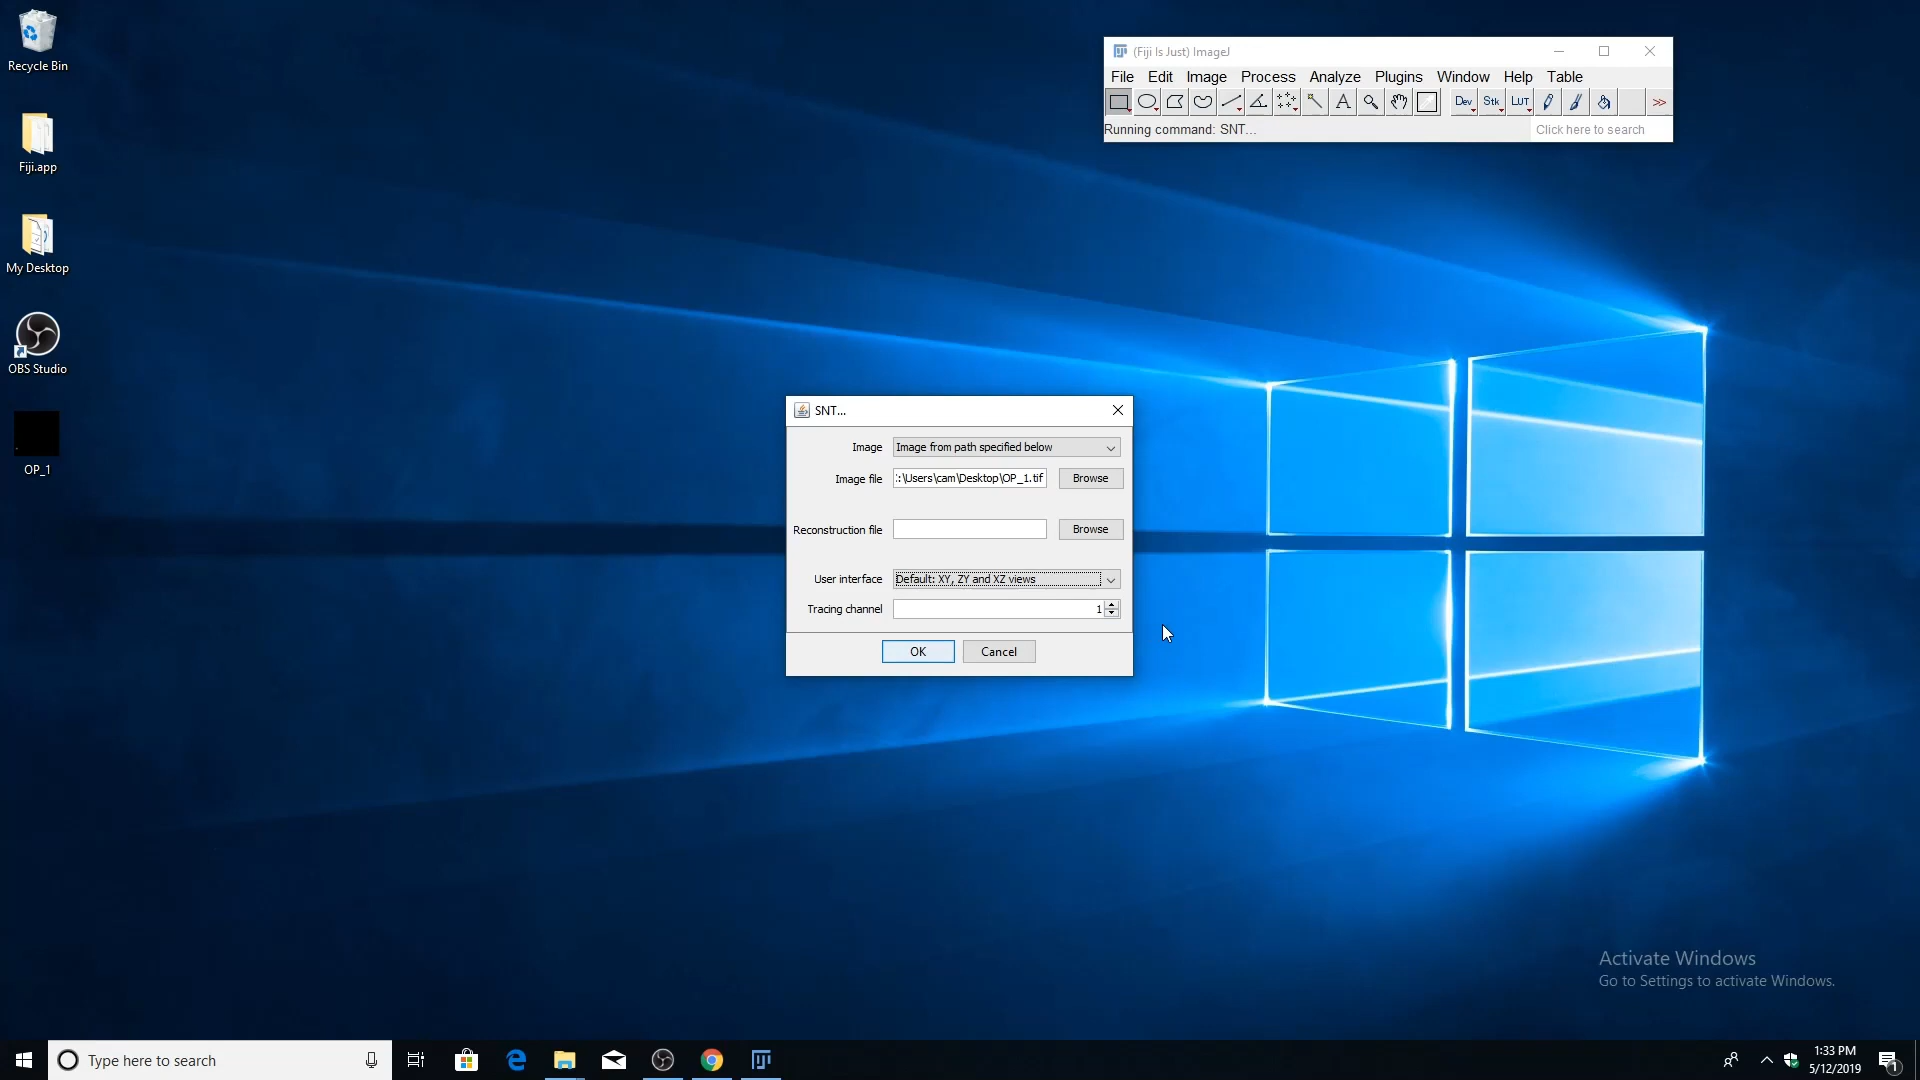 Recycle Bin
Fiji.app
My Desktop
OBS Studio
OP_1
(Fiji Is Just) ImageJ
File Edit Image Process Analyze Plugins Window Help Table
A Dev Stk LUT >>
Running command: SNT...
Click here to search
SNT...
Image Image from path specified below
Image file :\Users\cam\Desktop\OP_1.tif Browse
Reconstruction file Browse
User interface Default: XY, ZY and XZ views
Tracing channel 1
OK Cancel
Activate Windows
Go to Settings to activate Windows.
Type here to search
1:33 PM
5/12/2019
1